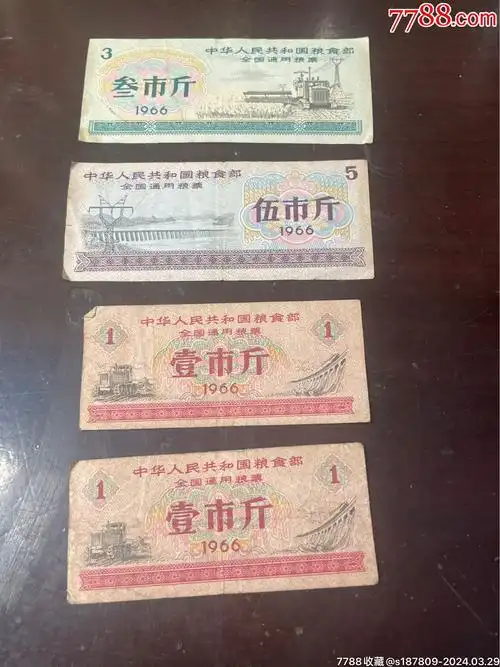 7788.com
3
中华人民共和国粮食部
全国通用粮票
叁市斤
1966
中华人民共和国粮食部
全国通用粮票
5
伍市斤
1966
中华人民共和国粮食部
全国通用粮票
1
1
壹市斤
1966
中华人民共和国粮食部
全国通用粮票
1
1
壹市斤
1966
7788收藏@s187809-2024.03.29